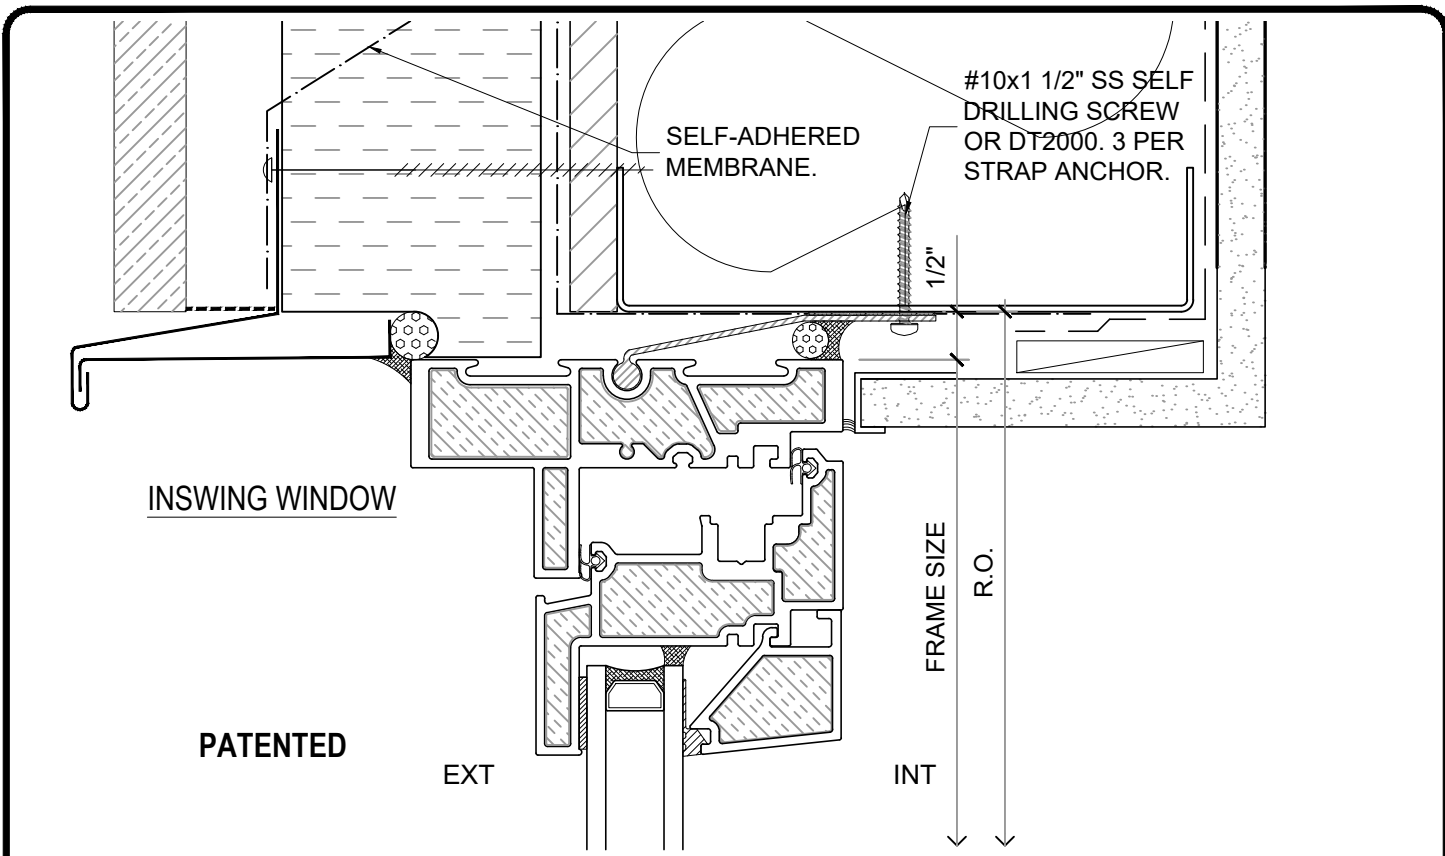 #10x1 1/2" SS SELF
DRILLING SCREW
OR DT2000. 3 PER
STRAP ANCHOR.
SELF-ADHERED
MEMBRANE.
1/2"
INSWING WINDOW
FRAME SIZE
R.O.
PATENTED
EXT
INT